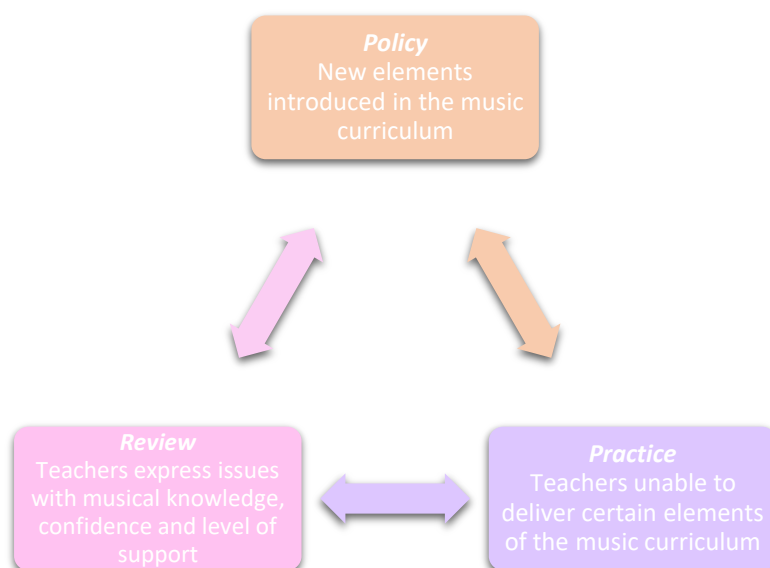 Policy
New elements
introduced in the music
curriculum
Review
Teachers express issues
with musical knowledge,
confidence and level of
support
Practice
Teachers unable to
deliver certain elements
of the music curriculum